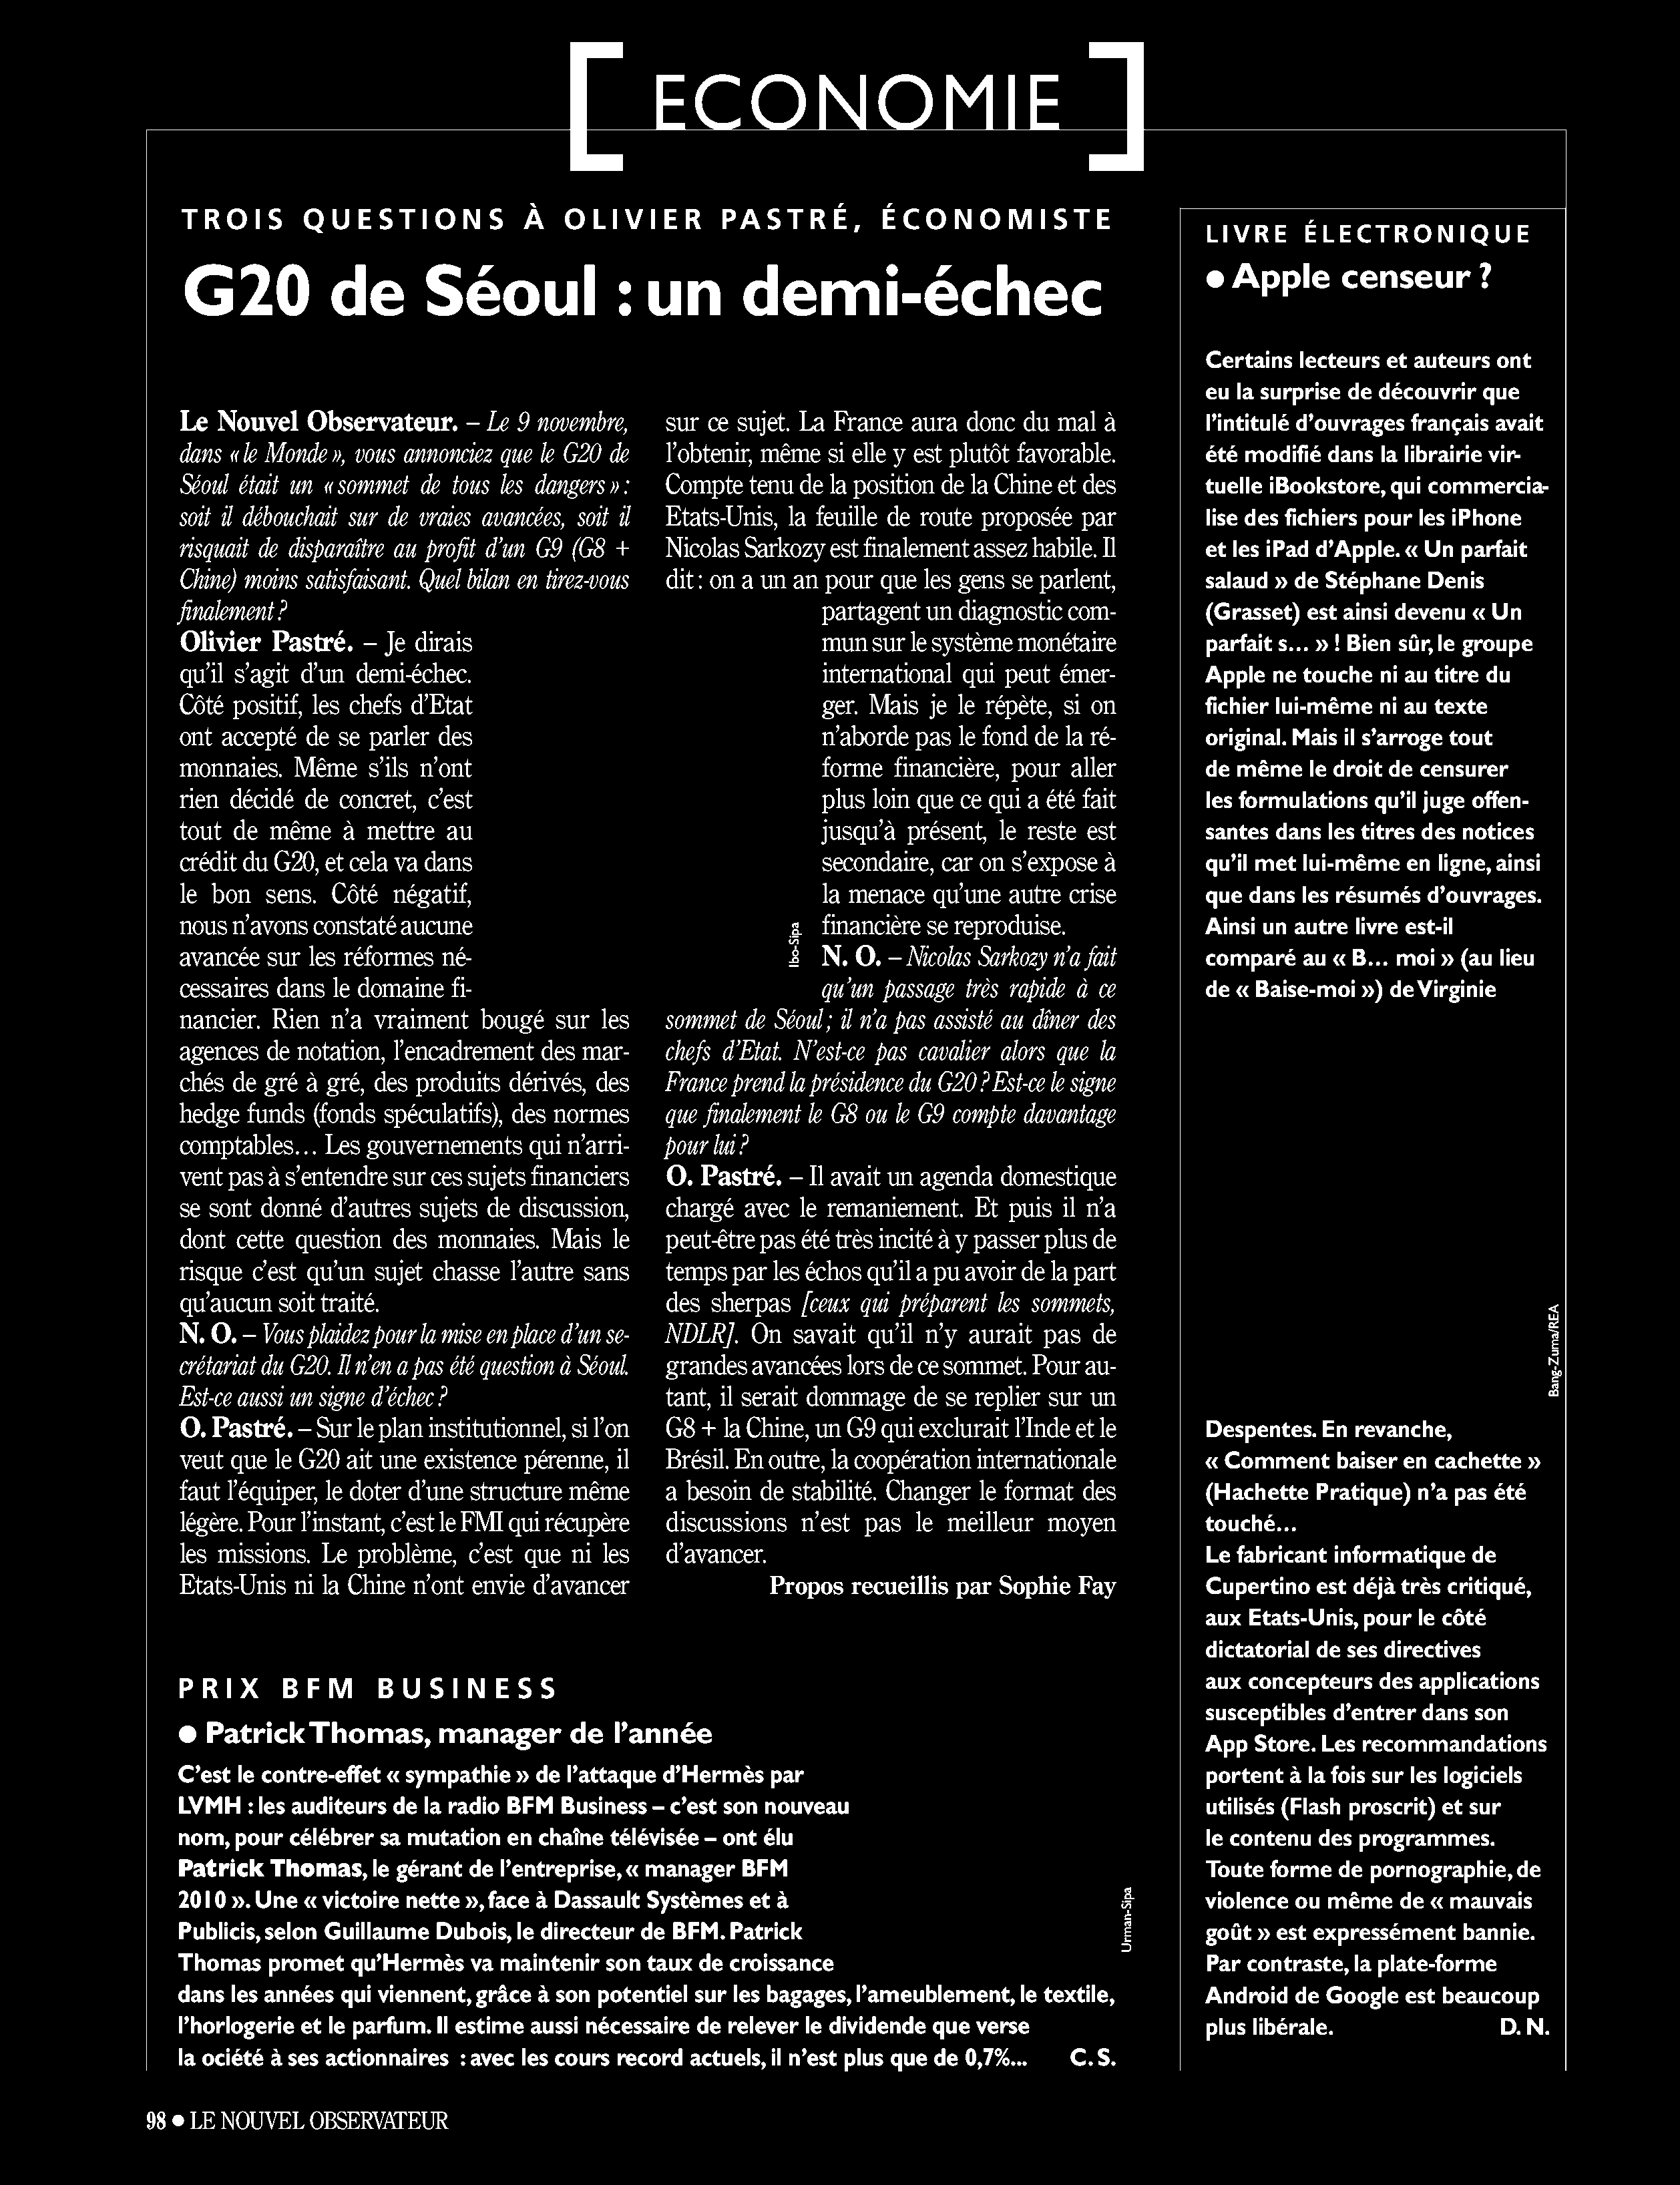 ECONOMIE
TROIS QUESTIONS À OLIVIER PASTRÉ, ÉCONOMISTE
G20 de Séoul : un demi-échec
Le Nouvel Observateur. – Le 9 novembre,
dans « le Monde », vous annonciez que le G20 de
Séoul était un « sommet de tous les dangers » :
soit il débouchait sur de vraies avancées, soit il
risquait de disparaître au profit d’un G9 (G8 +
Chine) moins satisfaisant. Quel bilan en tirez-vous
finalement ?
Olivier Pastré. – Je dirais
qu’il s’agit d’un demi-échec.
Côté positif, les chefs d’Etat
ont accepté de se parler des
monnaies. Même s’ils n’ont
rien décidé de concret, c’est
tout de même à mettre au
crédit du G20, et cela va dans
le bon sens. Côté négatif,
nous n’avons constaté aucune
avancée sur les réformes né-
cessaires dans le domaine fi-
nancier. Rien n’a vraiment bougé sur les
agences de notation, l’encadrement des mar-
chés de gré à gré, des produits dérivés, des
hedge funds (fonds spéculatifs), des normes
comptables… Les gouvernements qui n’arri-
vent pas à s’entendre sur ces sujets financiers
se sont donné d’autres sujets de discussion,
dont cette question des monnaies. Mais le
risque c’est qu’un sujet chasse l’autre sans
qu’aucun soit traité.
N. O. – Vous plaidez pour la mise en place d’un se-
crétariat du G20. Il n’en a pas été question à Séoul.
Est-ce aussi un signe d’échec ?
O. Pastré. – Sur le plan institutionnel, si l’on
veut que le G20 ait une existence pérenne, il
faut l’équiper, le doter d’une structure même
légère. Pour l’instant, c’est le FMI qui récupère
les missions. Le problème, c’est que ni les
Etats-Unis ni la Chine n’ont envie d’avancer
sur ce sujet. La France aura donc du mal à
l’obtenir, même si elle y est plutôt favorable.
Compte tenu de la position de la Chine et des
Etats-Unis, la feuille de route proposée par
Nicolas Sarkozy est finalement assez habile. Il
dit : on a un an pour que les gens se parlent,
partagent un diagnostic com-
mun sur le système monétaire
international qui peut émer-
ger. Mais je le répète, si on
n’aborde pas le fond de la ré-
forme financière, pour aller
plus loin que ce qui a été fait
jusqu’à présent, le reste est
secondaire, car on s’expose à
la menace qu’une autre crise
financière se reproduise.
Ibo-Sipa
N. O. – Nicolas Sarkozy n’a fait
qu’un passage très rapide à ce
sommet de Séoul ; il n’a pas assisté au dîner des
chefs d’Etat. N’est-ce pas cavalier alors que la
France prend la présidence du G20 ? Est-ce le signe
que finalement le G8 ou le G9 compte davantage
pour lui ?
O. Pastré. – Il avait un agenda domestique
chargé avec le remaniement. Et puis il n’a
peut-être pas été très incité à y passer plus de
temps par les échos qu’il a pu avoir de la part
des sherpas [ceux qui préparent les sommets,
NDLR]. On savait qu’il n’y aurait pas de
grandes avancées lors de ce sommet. Pour au-
tant, il serait dommage de se replier sur un
G8 + la Chine, un G9 qui exclurait l’Inde et le
Brésil. En outre, la coopération internationale
a besoin de stabilité. Changer le format des
discussions n’est pas le meilleur moyen
d’avancer.
Propos recueillis par Sophie Fay
PRIX BFM BUSINESS
● Patrick Thomas, manager de l’année
C’est le contre-effet « sympathie » de l’attaque d’Hermès par
LVMH : les auditeurs de la radio BFM Business – c’est son nouveau
nom, pour célébrer sa mutation en chaîne télévisée – ont élu
Patrick Thomas, le gérant de l’entreprise, « manager BFM
2010 ». Une « victoire nette », face à Dassault Systèmes et à
Publicis, selon Guillaume Dubois, le directeur de BFM. Patrick
Thomas promet qu’Hermès va maintenir son taux de croissance
dans les années qui viennent, grâce à son potentiel sur les bagages, l’ameublement, le textile,
l’horlogerie et le parfum. Il estime aussi nécessaire de relever le dividende que verse
la ociété à ses actionnaires : avec les cours record actuels, il n’est plus que de 0,7%... C. S.
Urman-Sipa
LIVRE ÉLECTRONIQUE
● Apple censeur ?
Certains lecteurs et auteurs ont
eu la surprise de découvrir que
l’intitulé d’ouvrages français avait
été modifié dans la librairie vir-
tuelle iBookstore, qui commercia-
lise des fichiers pour les iPhone
et les iPad d’Apple. « Un parfait
salaud » de Stéphane Denis
(Grasset) est ainsi devenu « Un
parfait s… » ! Bien sûr, le groupe
Apple ne touche ni au titre du
fichier lui-même ni au texte
original. Mais il s’arroge tout
de même le droit de censurer
les formulations qu’il juge offen-
santes dans les titres des notices
qu’il met lui-même en ligne, ainsi
que dans les résumés d’ouvrages.
Ainsi un autre livre est-il
comparé au « B… moi » (au lieu
de « Baise-moi ») de Virginie
Bang-Zuma/REA
Despentes. En revanche,
« Comment baiser en cachette »
(Hachette Pratique) n’a pas été
touché…
Le fabricant informatique de
Cupertino est déjà très critiqué,
aux Etats-Unis, pour le côté
dictatorial de ses directives
aux concepteurs des applications
susceptibles d’entrer dans son
App Store. Les recommandations
portent à la fois sur les logiciels
utilisés (Flash proscrit) et sur
le contenu des programmes.
Toute forme de pornographie, de
violence ou même de « mauvais
goût » est expressément bannie.
Par contraste, la plate-forme
Android de Google est beaucoup
plus libérale. D. N.
98 ● LE NOUVEL OBSERVATEUR